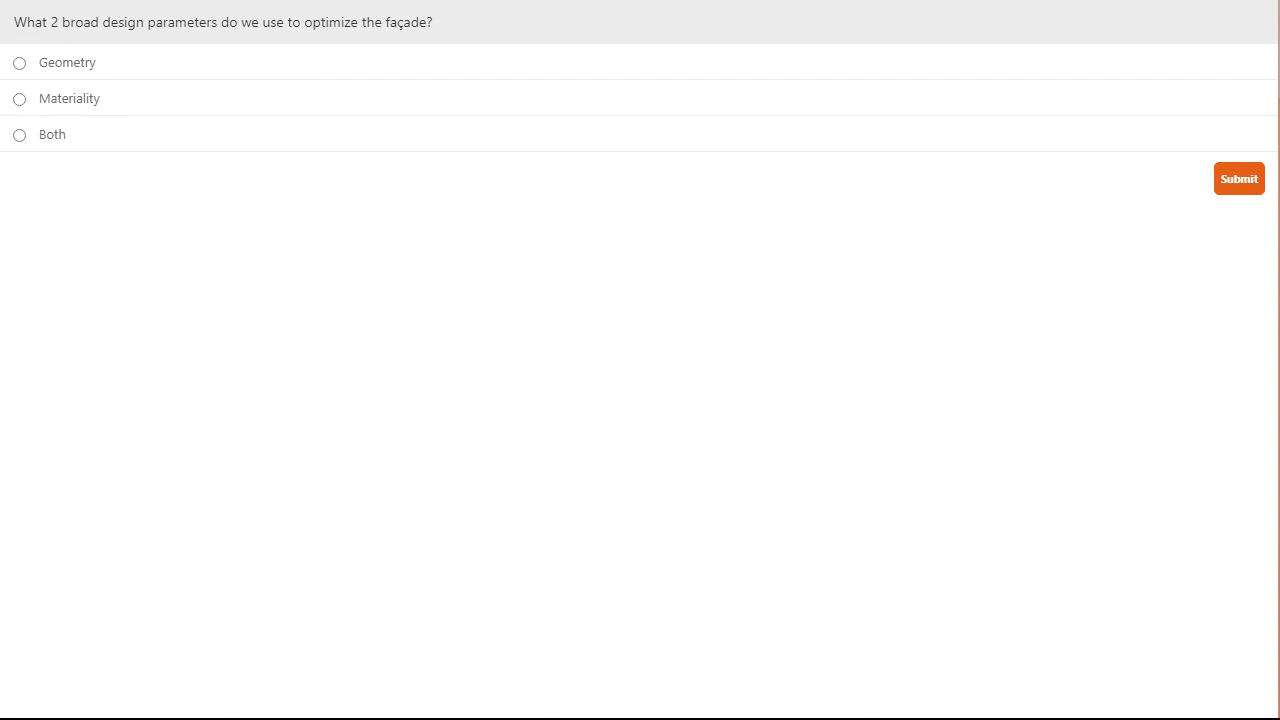 What 2 broad design parameters do we use to optimize the façade?
Geometry
Materiality
Both
Submit